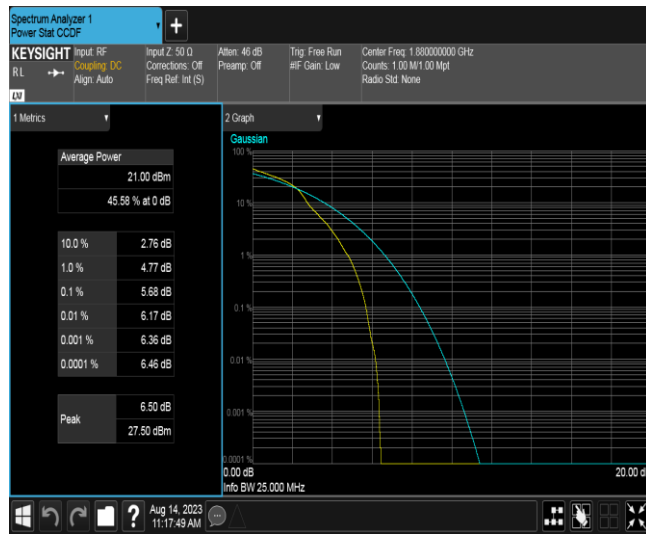 Spectrum Analyzer 1
Power Stat CCDF
+
KEYSIGHT
RL
LXI
Input: RF
Coupling: DC
Align: Auto
Input Z: 50 Ω
Corrections: Off
Freq Ref: Int (S)
Atten: 46 dB
Preamp: Off
Trig: Free Run
#IF Gain: Low
Center Freq: 1.880000000 GHz
Counts: 1.00 M/1.00 Mpt
Radio Std: None
1 Metrics
Average Power
21.00 dBm
45.58 % at 0 dB
10.0 % 2.76 dB
1.0 % 4.77 dB
0.1 % 5.68 dB
0.01 % 6.17 dB
0.001 % 6.36 dB
0.0001 % 6.46 dB
Peak
6.50 dB
27.50 dBm
2 Graph
Gaussian
100 %
10 %
1 %
0.1 %
0.01 %
0.001 %
0.0001 %
0.00 dB
20.00 d
Info BW 25.000 MHz
?
Aug 14, 2023
11:17:49 AM